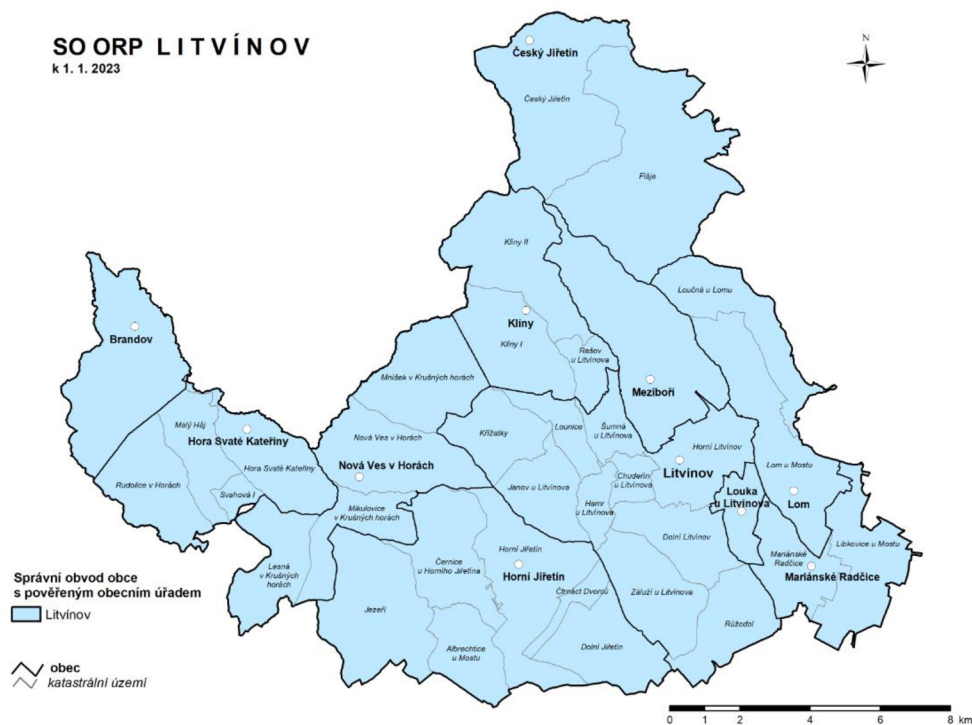 SO ORP LITVÍNOV
k 1. 1. 2023
N
Český Jiřetín
Český Jiřetín
Fláje
Klíny II
Loučná u Lomu
Klíny
Klíny I
Rašov
u Litvínova
Brandov
Mníšek v Krušných horách
Meziboří
Malý Háj
Hora Svaté Kateřiny
Hora Svaté Kateřiny
Rudolice v Horách
Svahová I
Nová Ves v Horách
Nová Ves v Horách
Mikulovice
v Krušných horách
Lesná
v Krušných
horách
Křižatky
Lounice
Šumná
u Litvínova
Janov u Litvínova
Hamr
u Litvínova
Chudeřín
u Litvínova
Horní Litvínov
Litvínov
Louka
u Litvínova
Dolní Litvínov
Lom u Mostu
Lom
Libkovice u Mostu
Mariánské
Radčice
Mariánské Radčice
Černice
u Horního Jiřetína
Horní Jiřetín
Horní Jiřetín
Čtrnáct Dvorců
Záluží u Litvínova
Růžodol
Jezeří
Albrechtice
u Mostu
Dolní Jiřetín
Správní obvod obce
s pověřeným obecním úřadem
Litvínov
obec
katastrální území
0 1 2 4 6 8 km